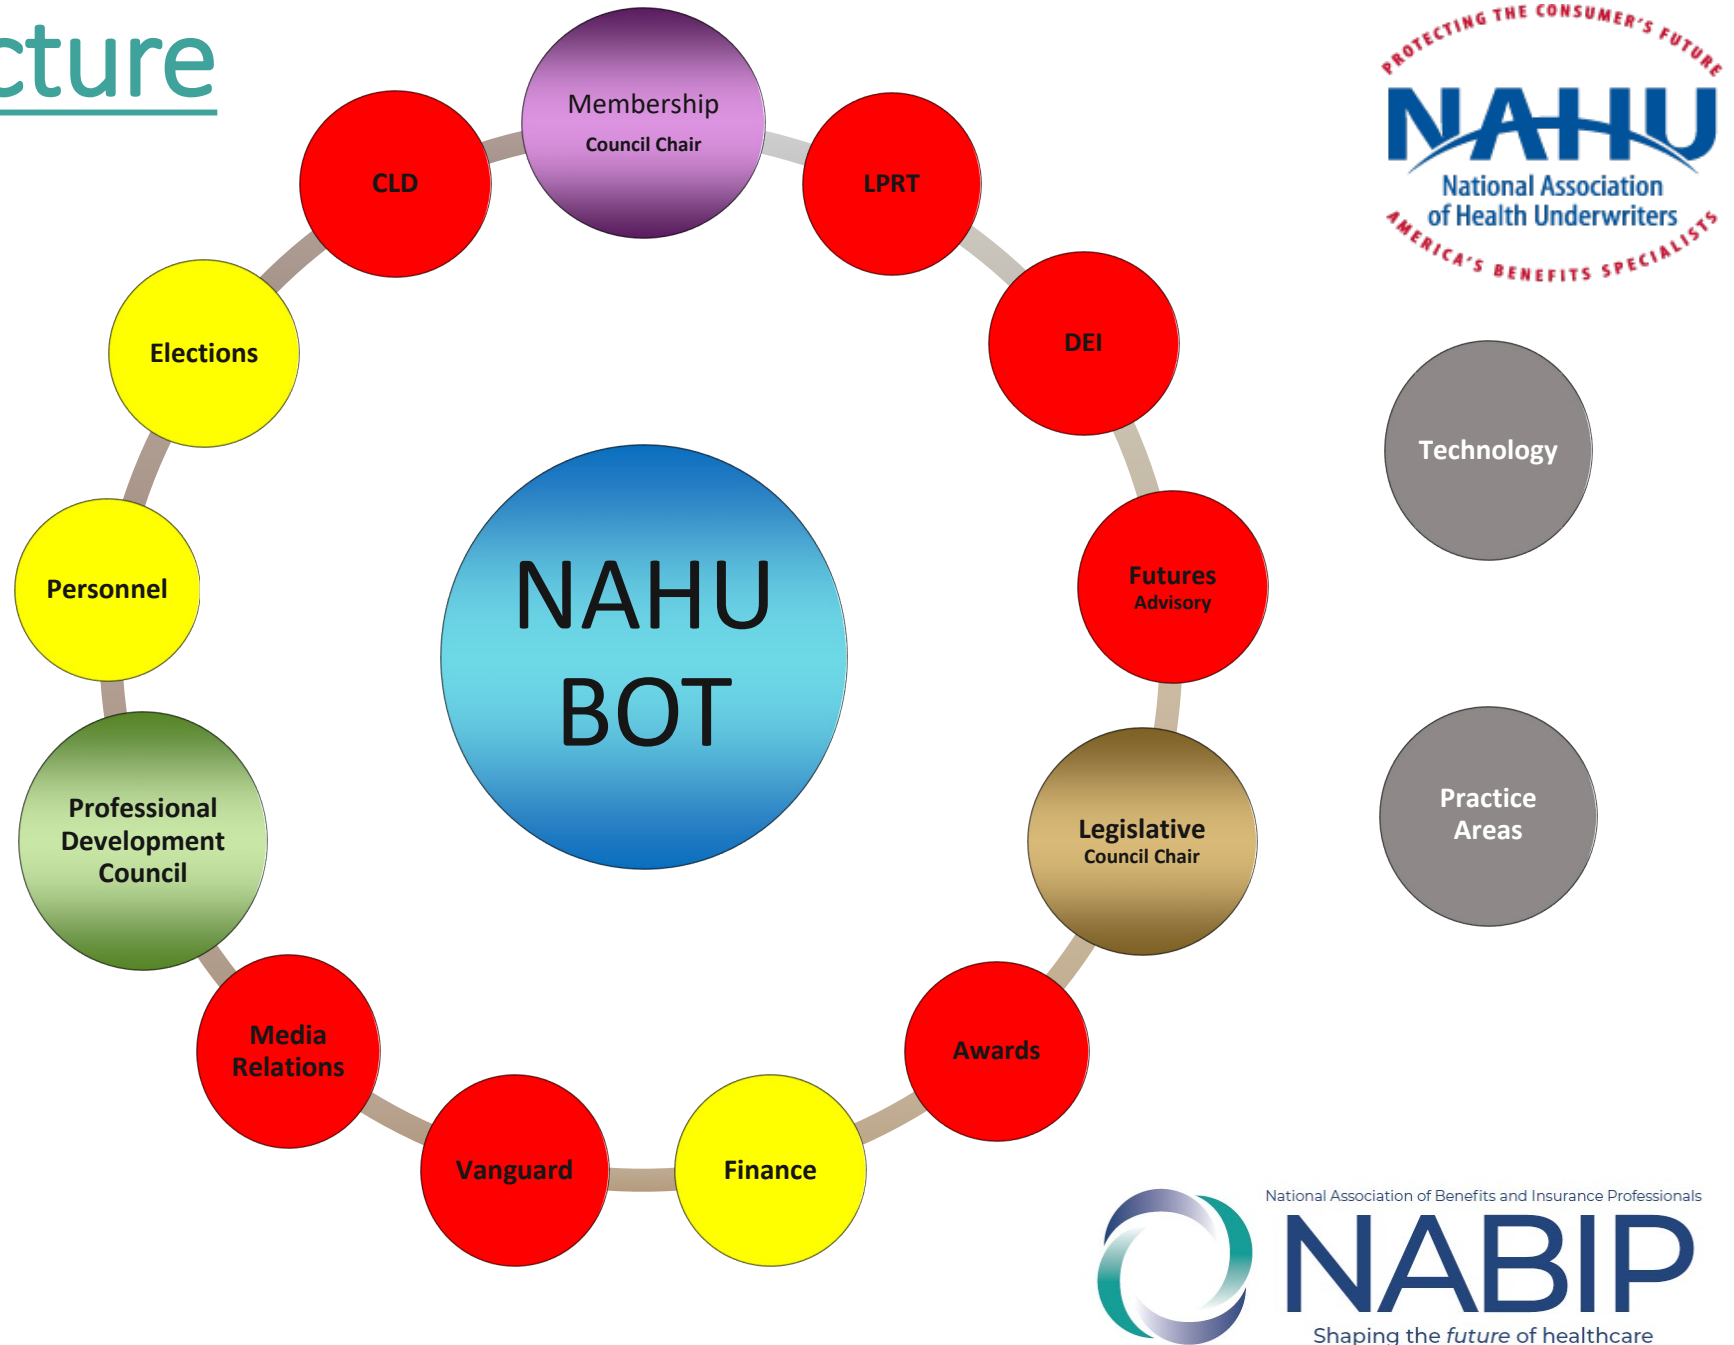 cture
PROTECTING THE CONSUMER'S FUTURE
NAHU
National Association
of Health Underwriters
AMERICA'S BENEFITS SPECIALISTS
Membership
Council Chair
CLD
LPRT
Elections
DEI
Technology
Personnel
Futures
Advisory
NAHU
BOT
Professional
Development
Council
Legislative
Council Chair
Practice
Areas
Media
Relations
Awards
Vanguard
Finance
National Association of Benefits and Insurance Professionals
NABIP
Shaping the future of healthcare